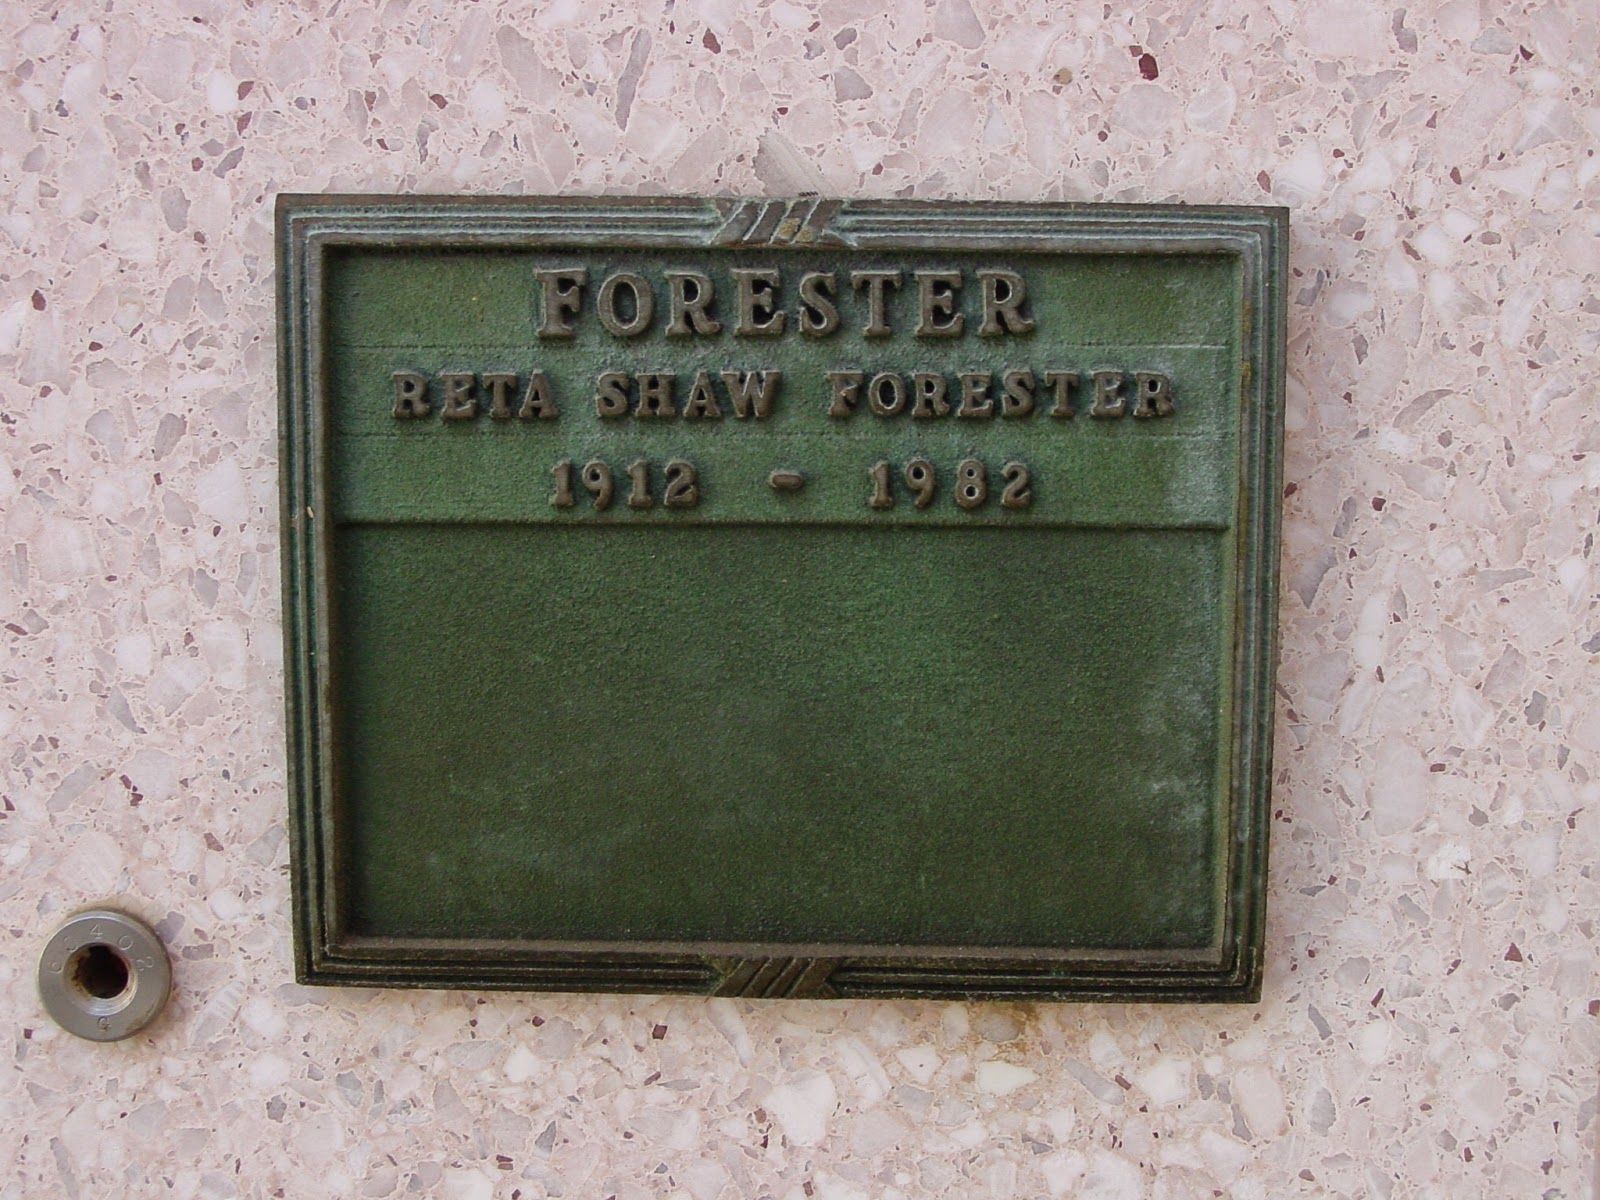 FORESTER
RETA SHAW FORESTER
1912 - 1982